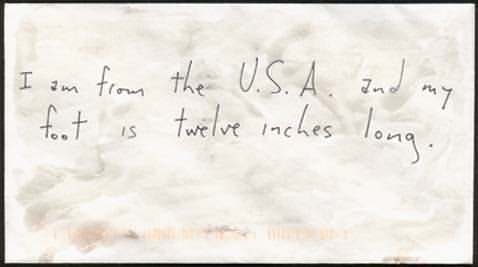 I am from the U.S.A. and my
foot is twelve inches long.